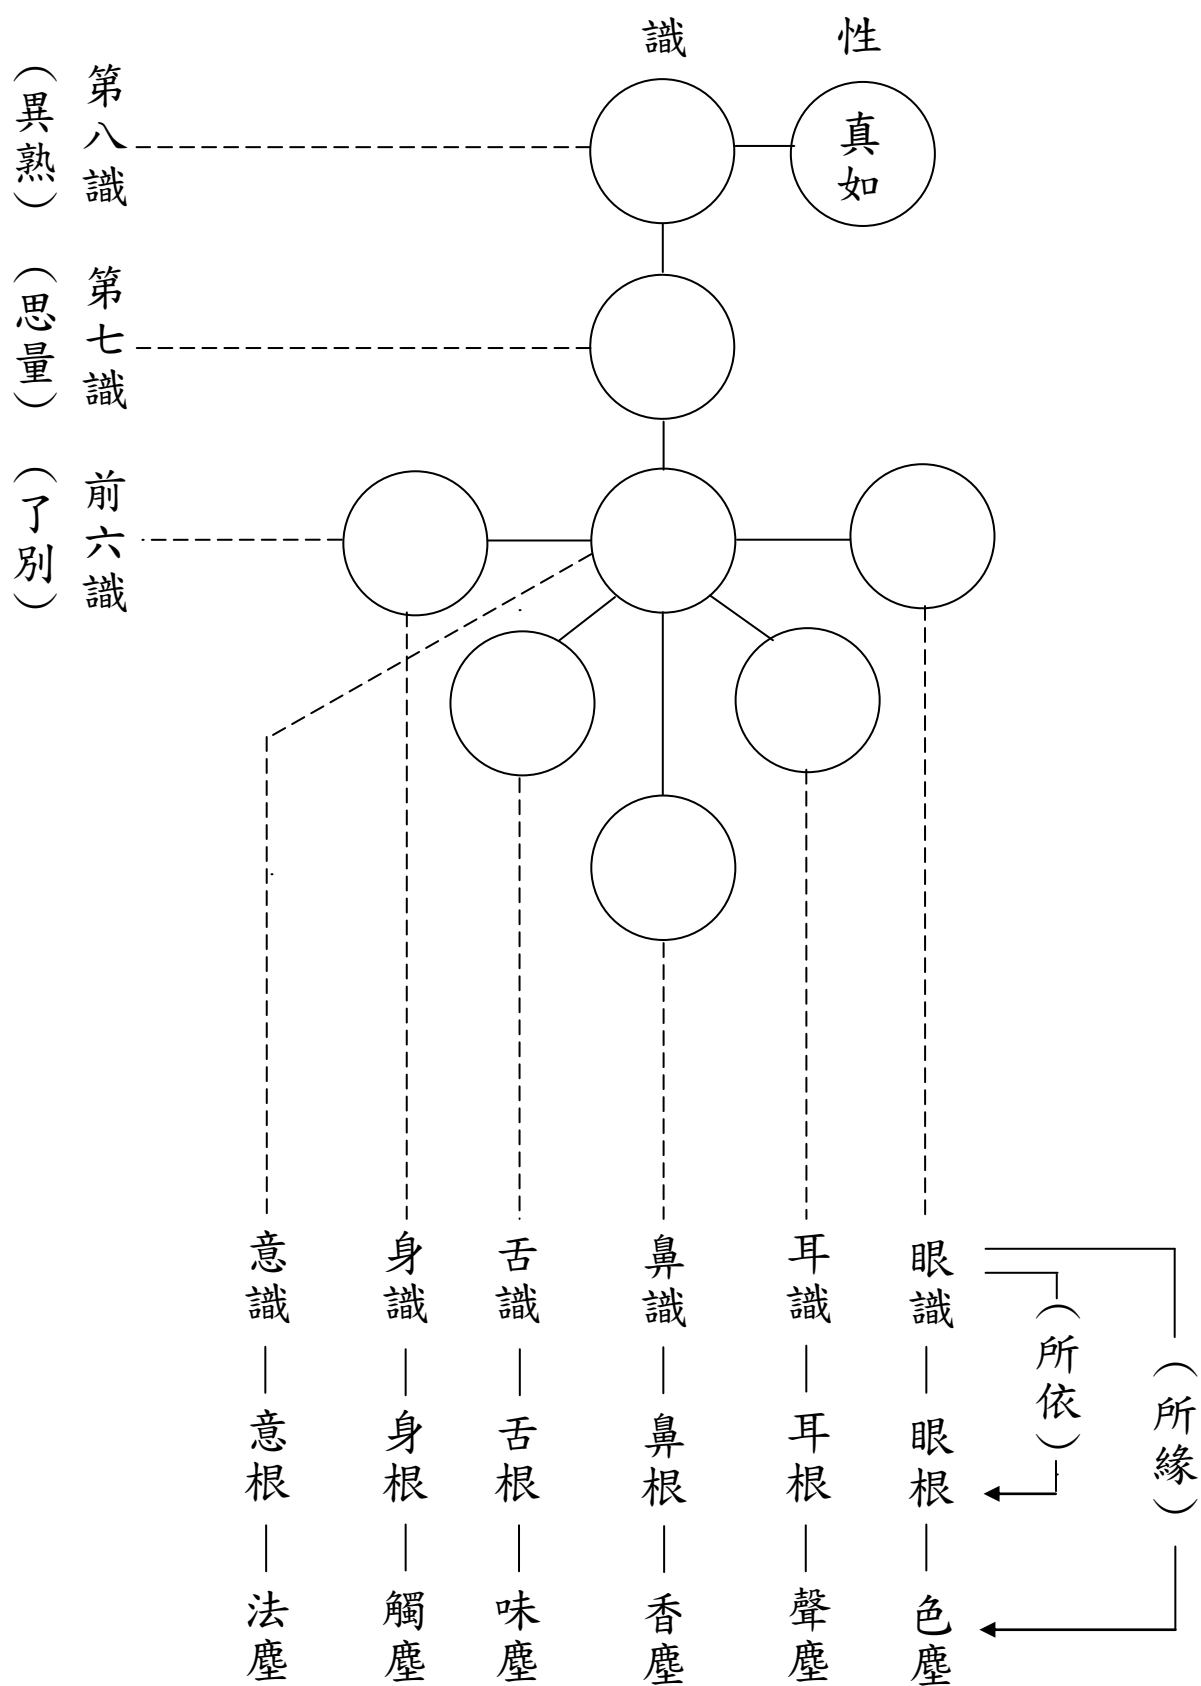 性
識
真如
第八識
（異熟）
第七識
（思量）
前六識
（了別）
眼識
眼根
色塵
（所依）
（所緣）
耳識
耳根
聲塵
鼻識
鼻根
香塵
舌識
舌根
味塵
身識
身根
觸塵
意識
意根
法塵